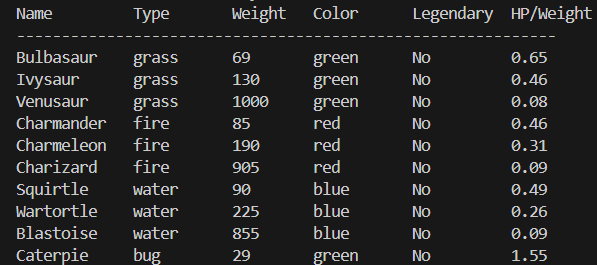 Name Type Weight Color Legendary HP/Weight
------------------------------------------------------------
Bulbasaur grass 69 green No 0.65
Ivysaur grass 130 green No 0.46
Venusaur grass 1000 green No 0.08
Charmander fire 85 red No 0.46
Charmeleon fire 190 red No 0.31
Charizard fire 905 red No 0.09
Squirtle water 90 blue No 0.49
Wartortle water 225 blue No 0.26
Blastoise water 855 blue No 0.09
Caterpie bug 29 green No 1.55